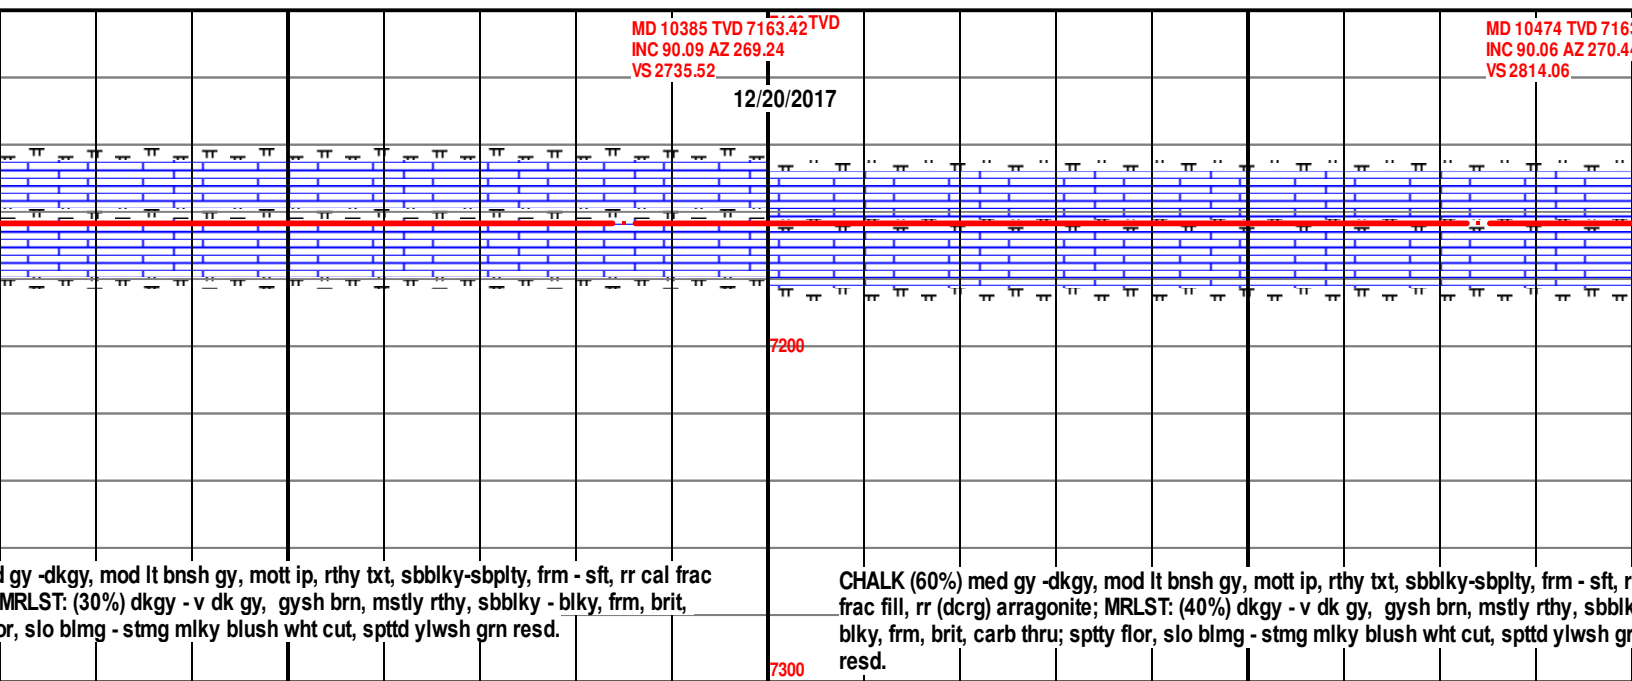 MD 10385 TVD 7163.42
TVD
INC 90.09 AZ 269.24
VS 2735.52
MD 10474 TVD 7163
INC 90.06 AZ 270.44
VS 2814.06
12/20/2017
7200
gy -dkgy, mod lt bnsh gy, mott ip, rthy txt, sbblky-sbplty, frm - sft, rr cal frac
MRLST: (30%) dkgy - v dk gy, gysh brn, mstly rthy, sbblky - blky, frm, brit,
or, slo blmg - stmg mlky blush wht cut, spttd ylwsh grn resd.
CHALK (60%) med gy -dkgy, mod lt bnsh gy, mott ip, rthy txt, sbblky-sbplty, frm - sft, r
frac fill, rr (dcrg) arragonite; MRLST: (40%) dkgy - v dk gy, gysh brn, mstly rthy, sbblk
blky, frm, brit, carb thru; sptty flor, slo blmg - stmg mlky blush wht cut, spttd ylwsh gr
resd.
7300